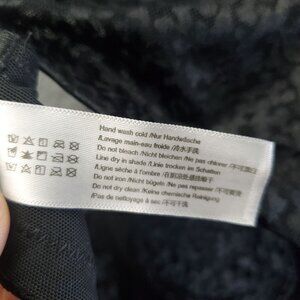 Hand wash cold /Nur Handwäsche
/Lavage main-eau froide /冷水手洗
Do not bleach /Nicht bleichen /Ne pas chlorer /不可漂白
Line dry in shade /Line trocken im Schatten
/Ligne sèche à l'ombre /在阴凉处悬挂晾干
Do not iron /Nicht bügeln /Ne pas repasser /不可熨烫
Do not dry clean /Keine chemische Reinigung
/Pas de nettoyage à sec /不可干洗